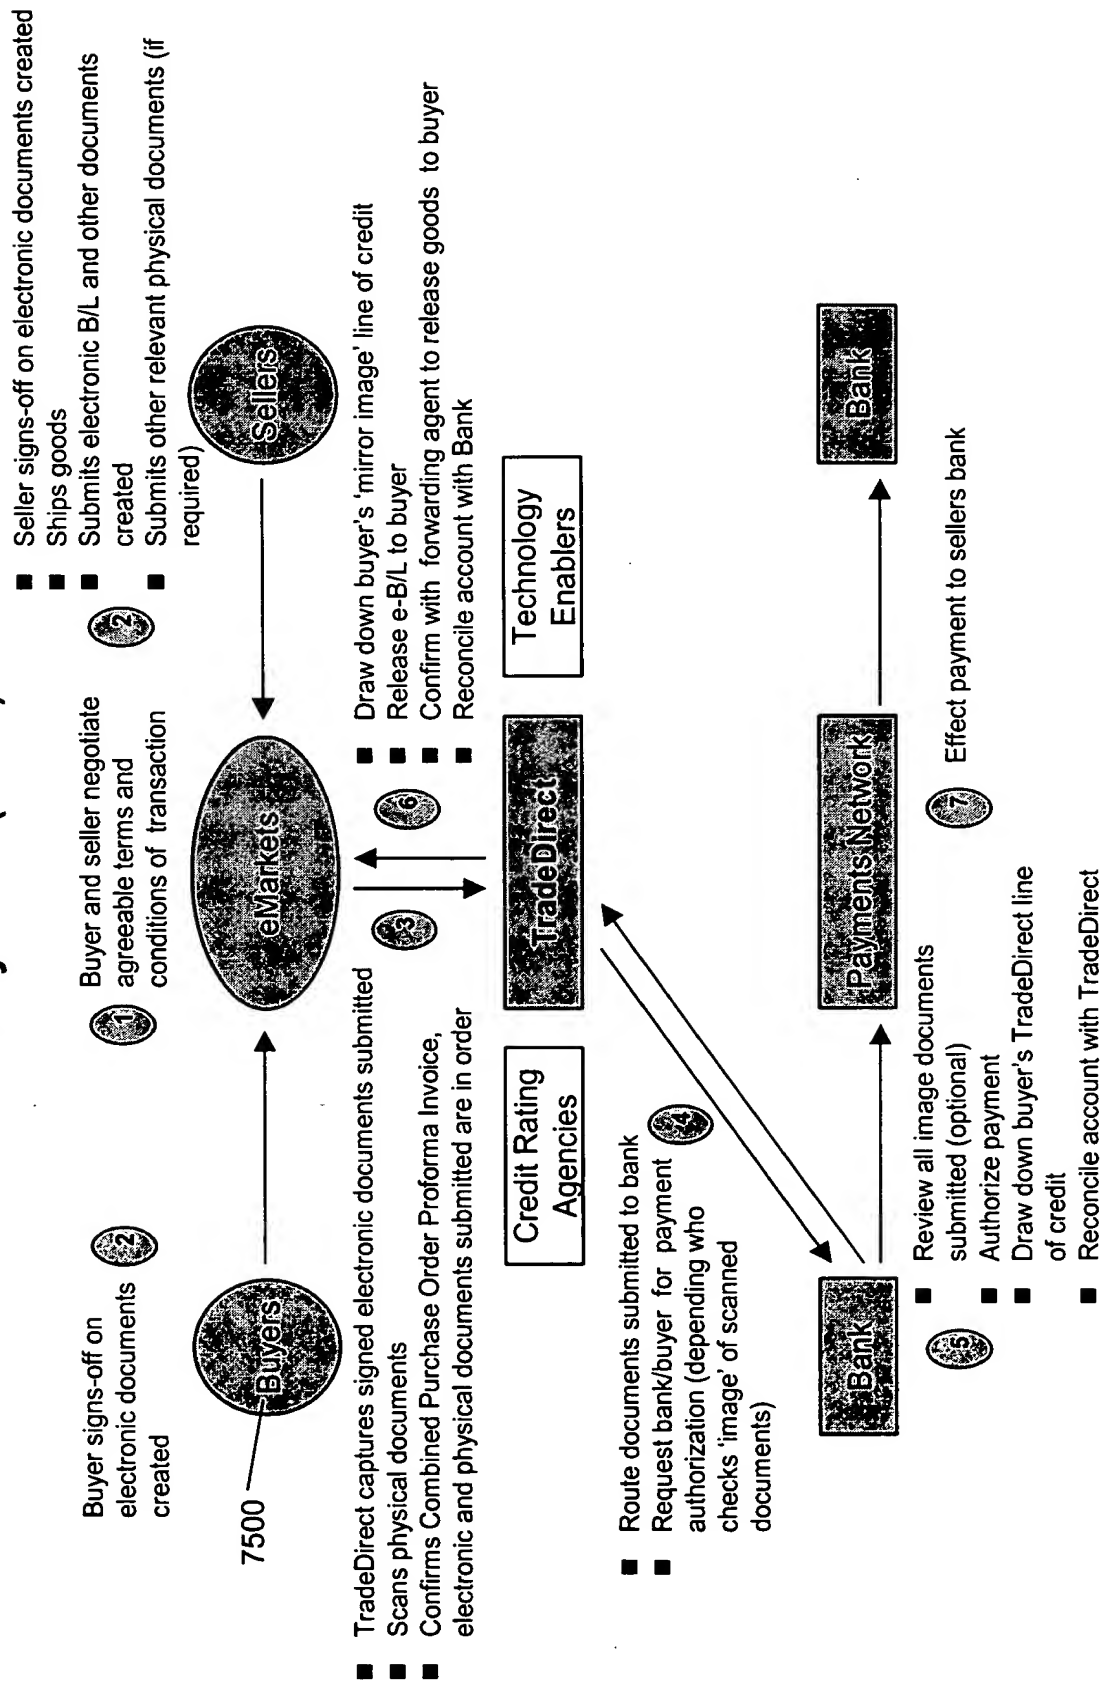 Buyer signs-off on
electronic documents
created
2
1
Buyer and seller negotiate
agreeable terms and
conditions of transaction
2
■ Seller signs-off on electronic documents created
■ Ships goods
■ Submits electronic B/L and other documents
created
■ Submits other relevant physical documents (if
required)
7500
Buyers
eMarkets
Sellers
■ TradeDirect captures signed electronic documents submitted
■ Scans physical documents
■ Confirms Combined Purchase Order Proforma Invoice,
electronic and physical documents submitted are in order
3
6
■ Draw down buyer's 'mirror image' line of credit
■ Release e-B/L to buyer
■ Confirm with forwarding agent to release goods to buyer
■ Reconcile account with Bank
Credit Rating
Agencies
TradeDirect
Technology
Enablers
■ Route documents submitted to bank
■ Request bank/buyer for payment
authorization (depending who
checks 'image' of scanned
documents)
4
Bank
Payments Network
Bank
5
■ Review all image documents
submitted (optional)
■ Authorize payment
■ Draw down buyer's TradeDirect line
of credit
■ Reconcile account with TradeDirect
7
Effect payment to sellers bank